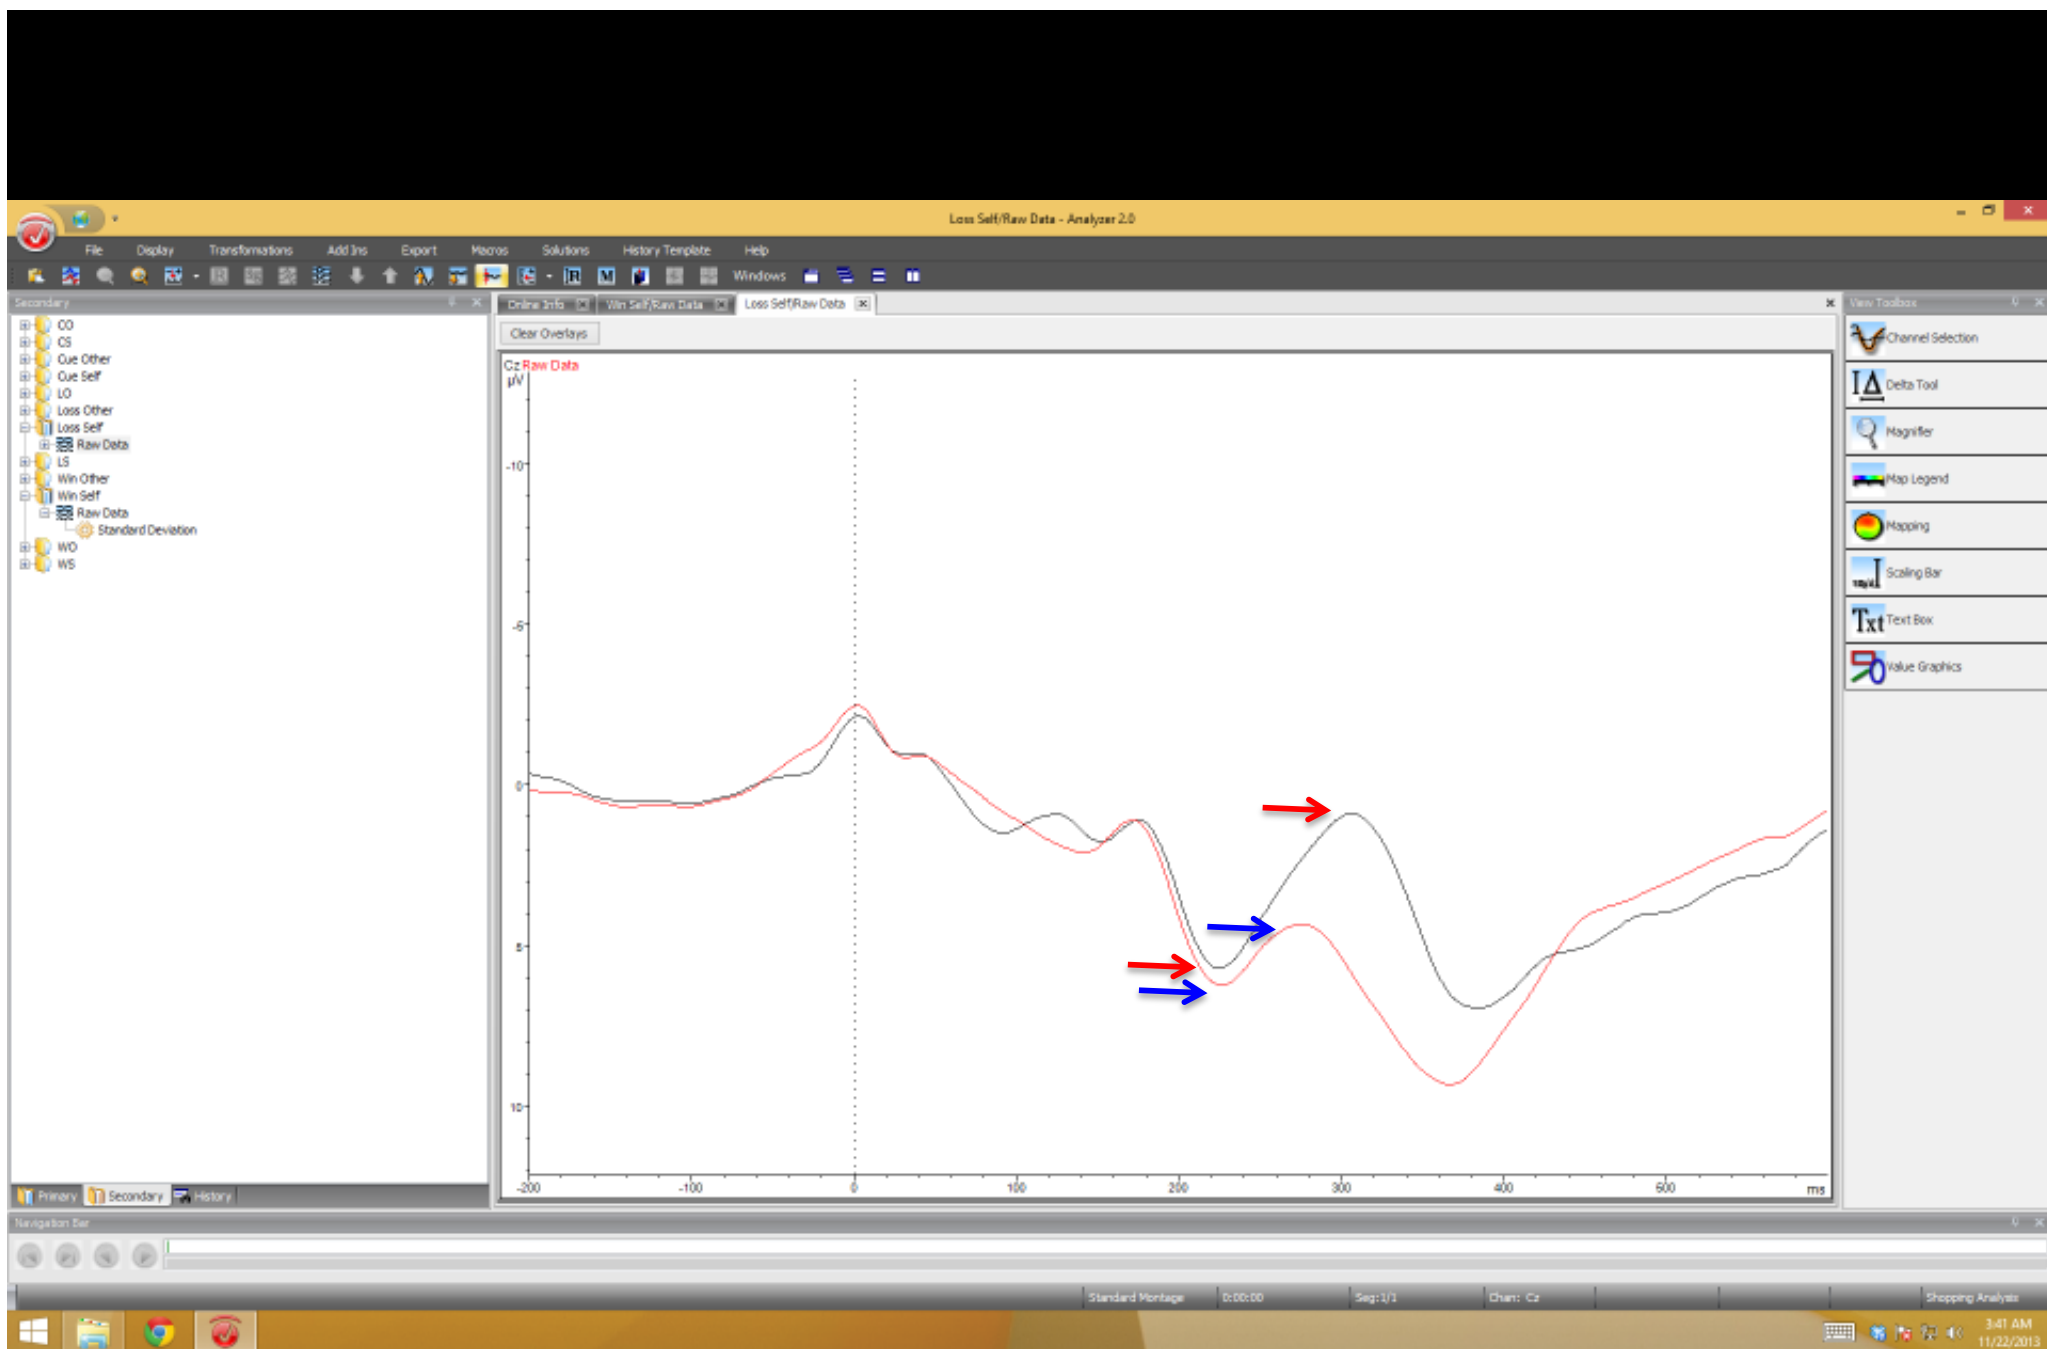 Loss Self/Raw Data - Analyzer 2.0
File Display Transformations Add Ins Export Macros Solutions History Template Help
Windows
Secondary
CO
CS
Cue Other
Cue Self
LO
Loss Other
Loss Self
Raw Data
LS
Win Other
Win Self
Raw Data
Standard Deviation
WO
WS
Primary Secondary History
Online Info Win Self/Raw Data Loss Self/Raw Data
Clear Overlays
Cz Raw Data
µV
-10
-5
0
5
10
-200 -100 0 100 200 300 400 500 ms
View Toolbox
Channel Selection
Delta Tool
Magnifier
Map Legend
Mapping
Scaling Bar
Txt Text Box
Value Graphics
Navigation Bar
Standard Montage 0:00:00 Seg:1/1 Chan: Cz Shopping Analysis
3:41 AM
11/22/2013